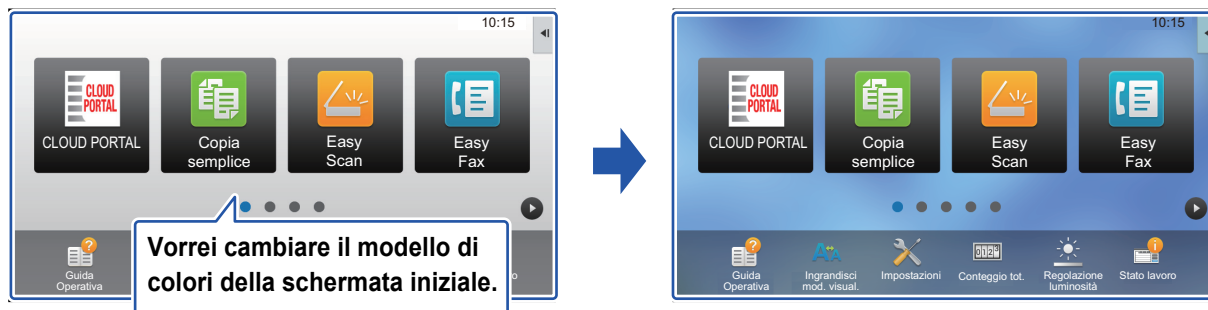 10:15
CLOUD
PORTAL
CLOUD PORTAL
Copia
semplice
Easy
Scan
Easy
Fax
Guida
Operativa
Vorrei cambiare il modello di
colori della schermata iniziale.
o
10:15
CLOUD
PORTAL
CLOUD PORTAL
Copia
semplice
Easy
Scan
Easy
Fax
Guida
Operativa
Ingrandisci
mod. visual.
Impostazioni
Conteggio tot.
Regolazione
luminosità
Stato lavoro